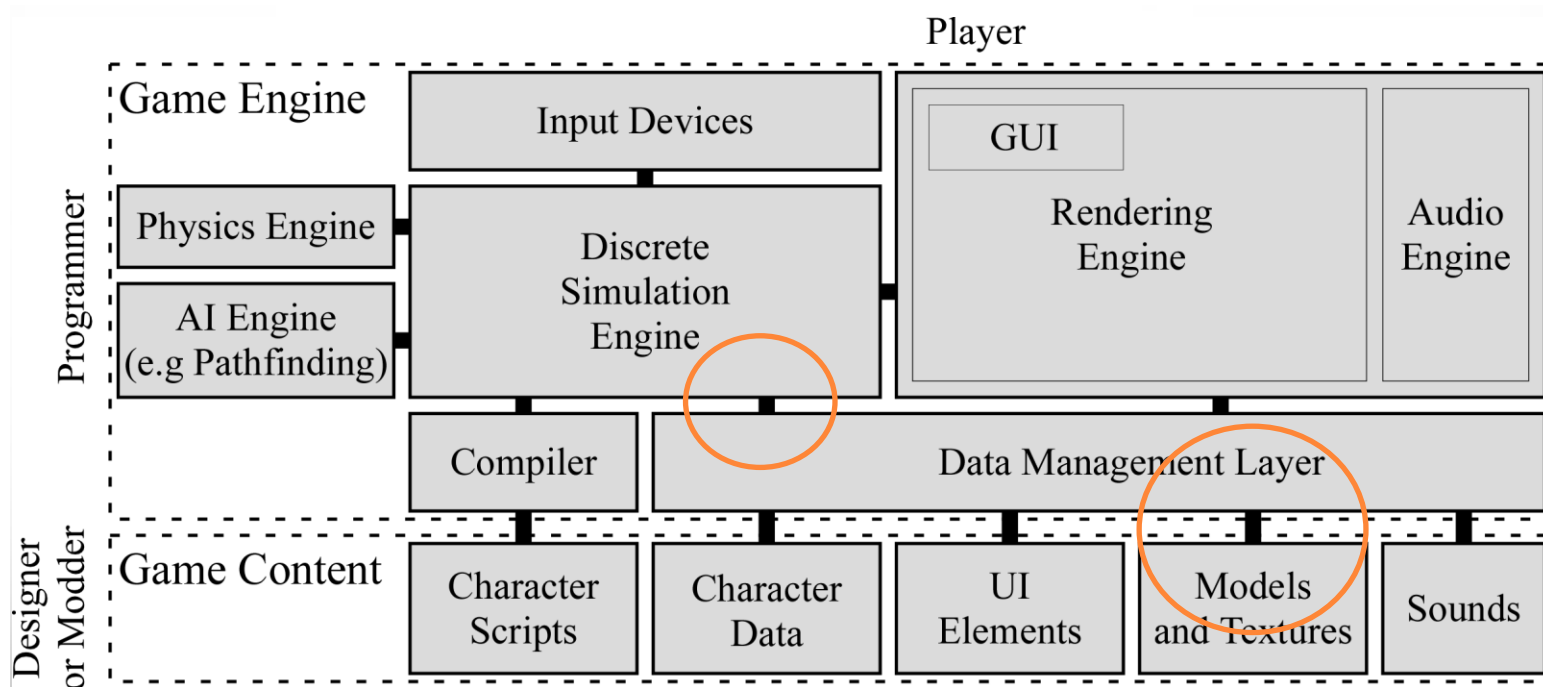 Player
Game Engine
Input Devices
GUI
Rendering
Engine
Audio
Engine
Programmer
Physics Engine
Discrete
Simulation
Engine
AI Engine
(e.g Pathfinding)
Compiler
Data Management Layer
Designer
or Modder
Game Content
Character
Scripts
Character
Data
UI
Elements
Models
and Textures
Sounds